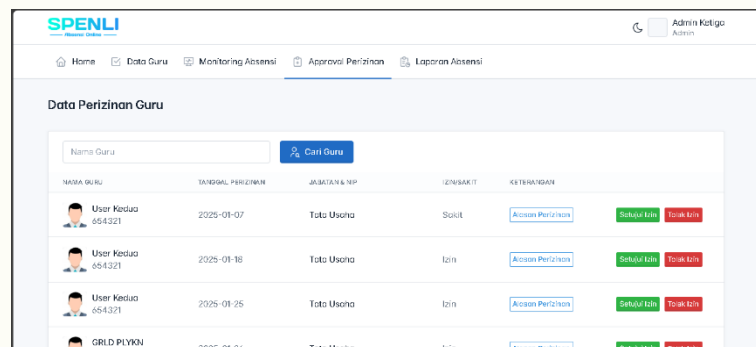 SPENLI
Absensi Online
Admin Ketiga
Admin
Home Data Guru Monitoring Absensi Approval Perizinan Laporan Absensi
Data Perizinan Guru
Nama Guru Cari Guru
NAMA GURU TANGGAL PERIZINAN JABATAN & NIP IZIN/SAKIT KETERANGAN
User Kedua
654321
2025-01-07 Tata Usaha Sakit Alasan Perizinan Setujui Izin Tolak Izin
User Kedua
654321
2025-01-18 Tata Usaha Izin Alasan Perizinan Setujui Izin Tolak Izin
User Kedua
654321
2025-01-25 Tata Usaha Izin Alasan Perizinan Setujui Izin Tolak Izin
GRLD PLYKN